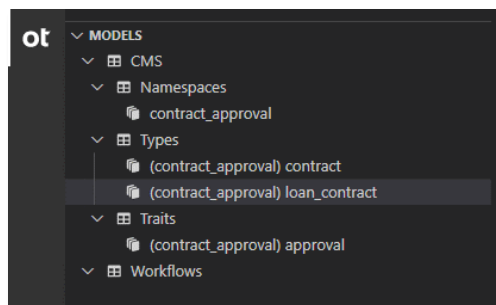 ot
MODELS
CMS
Namespaces
contract_approval
Types
(contract_approval) contract
(contract_approval) loan_contract
Traits
(contract_approval) approval
Workflows